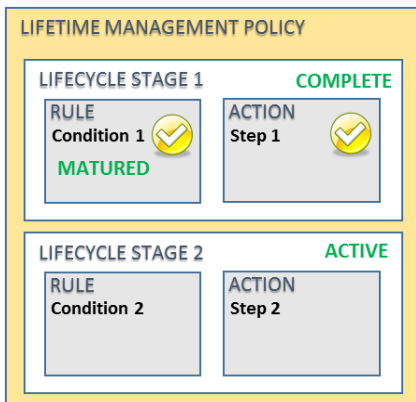 LIFETIME MANAGEMENT POLICY
LIFECYCLE STAGE 1
COMPLETE
RULE
Condition 1
MATURED
ACTION
Step 1
LIFECYCLE STAGE 2
ACTIVE
RULE
Condition 2
ACTION
Step 2